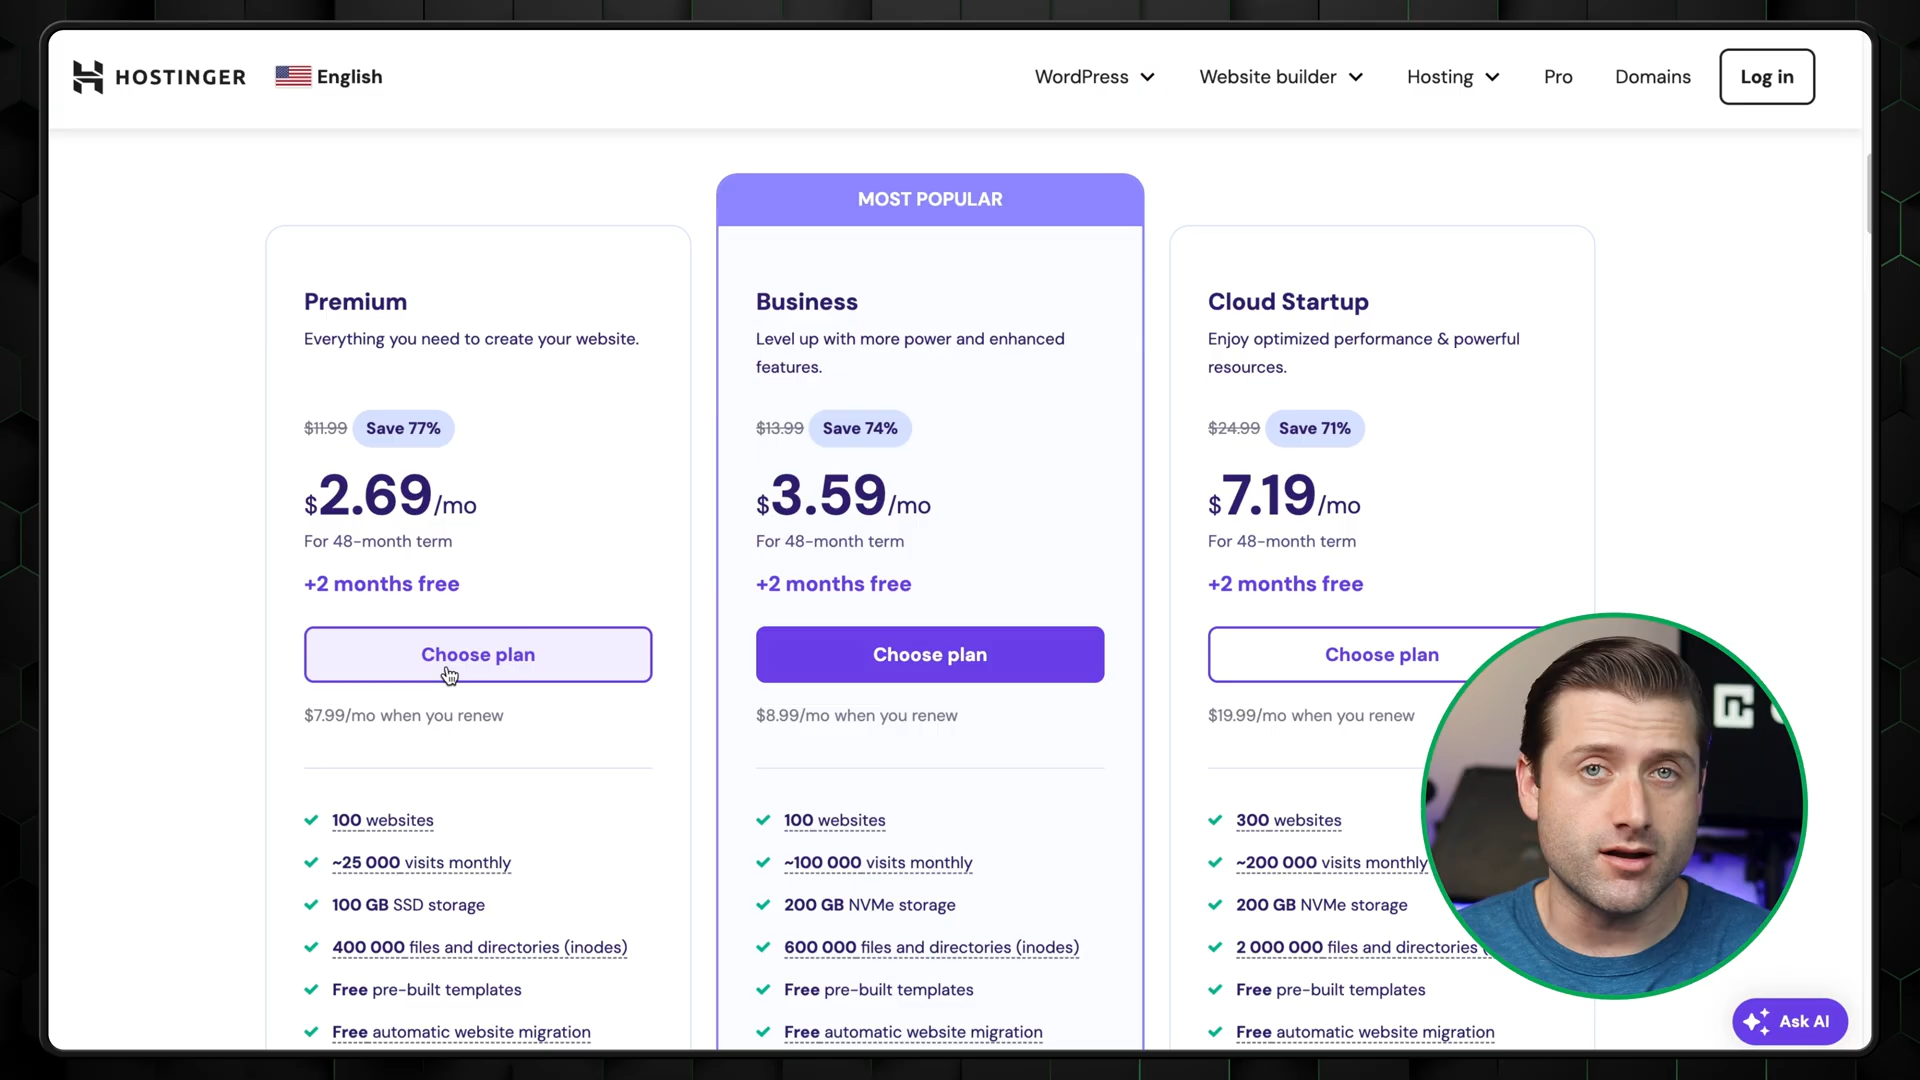 HOSTINGER
English
WordPress
Website builder
Hosting
Pro
Domains
Log in
MOST POPULAR
Premium
Everything you need to create your website.
$11.99 Save 77%
$2.69/mo
For 48-month term
+2 months free
Choose plan
$7.99/mo when you renew
100 websites
~25 000 visits monthly
100 GB SSD storage
400 000 files and directories (inodes)
Free pre-built templates
Free automatic website migration
Business
Level up with more power and enhanced
features.
$13.99 Save 74%
$3.59/mo
For 48-month term
+2 months free
Choose plan
$8.99/mo when you renew
100 websites
~100 000 visits monthly
200 GB NVMe storage
600 000 files and directories (inodes)
Free pre-built templates
Free automatic website migration
Cloud Startup
Enjoy optimized performance & powerful
resources.
$24.99 Save 71%
$7.19/mo
For 48-month term
+2 months free
Choose plan
$19.99/mo when you renew
300 websites
~200 000 visits monthly
200 GB NVMe storage
2 000 000 files and directories (
Free pre-built templates
Free automatic website migration
Ask AI